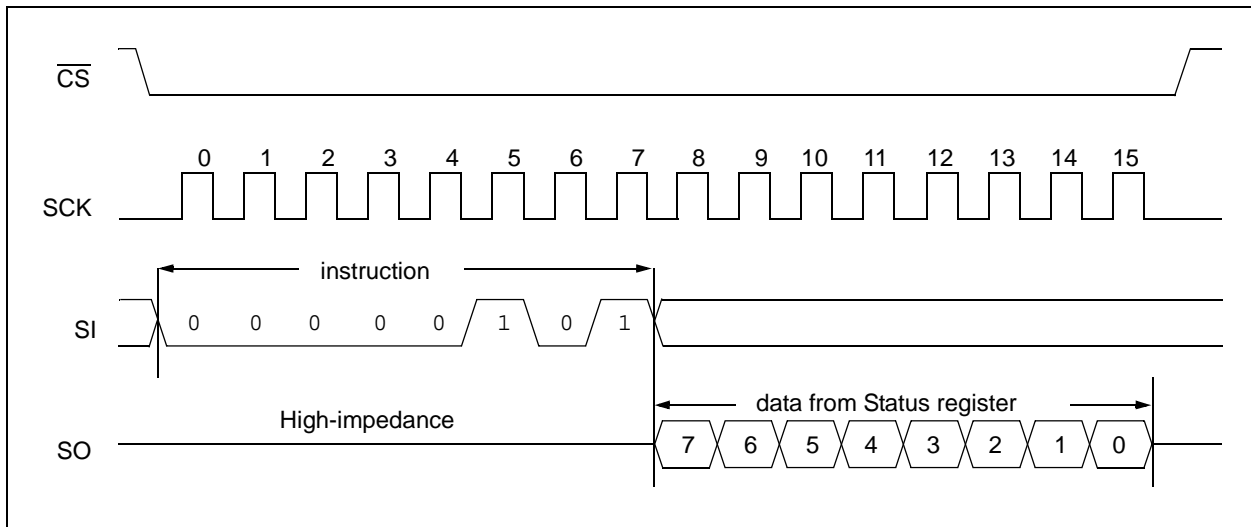 CS
0 1 2 3 4 5 6 7 8 9 10 11 12 13 14 15
SCK
instruction
SI 0 0 0 0 0 1 0 1
data from Status register
High-impedance
SO 7 6 5 4 3 2 1 0